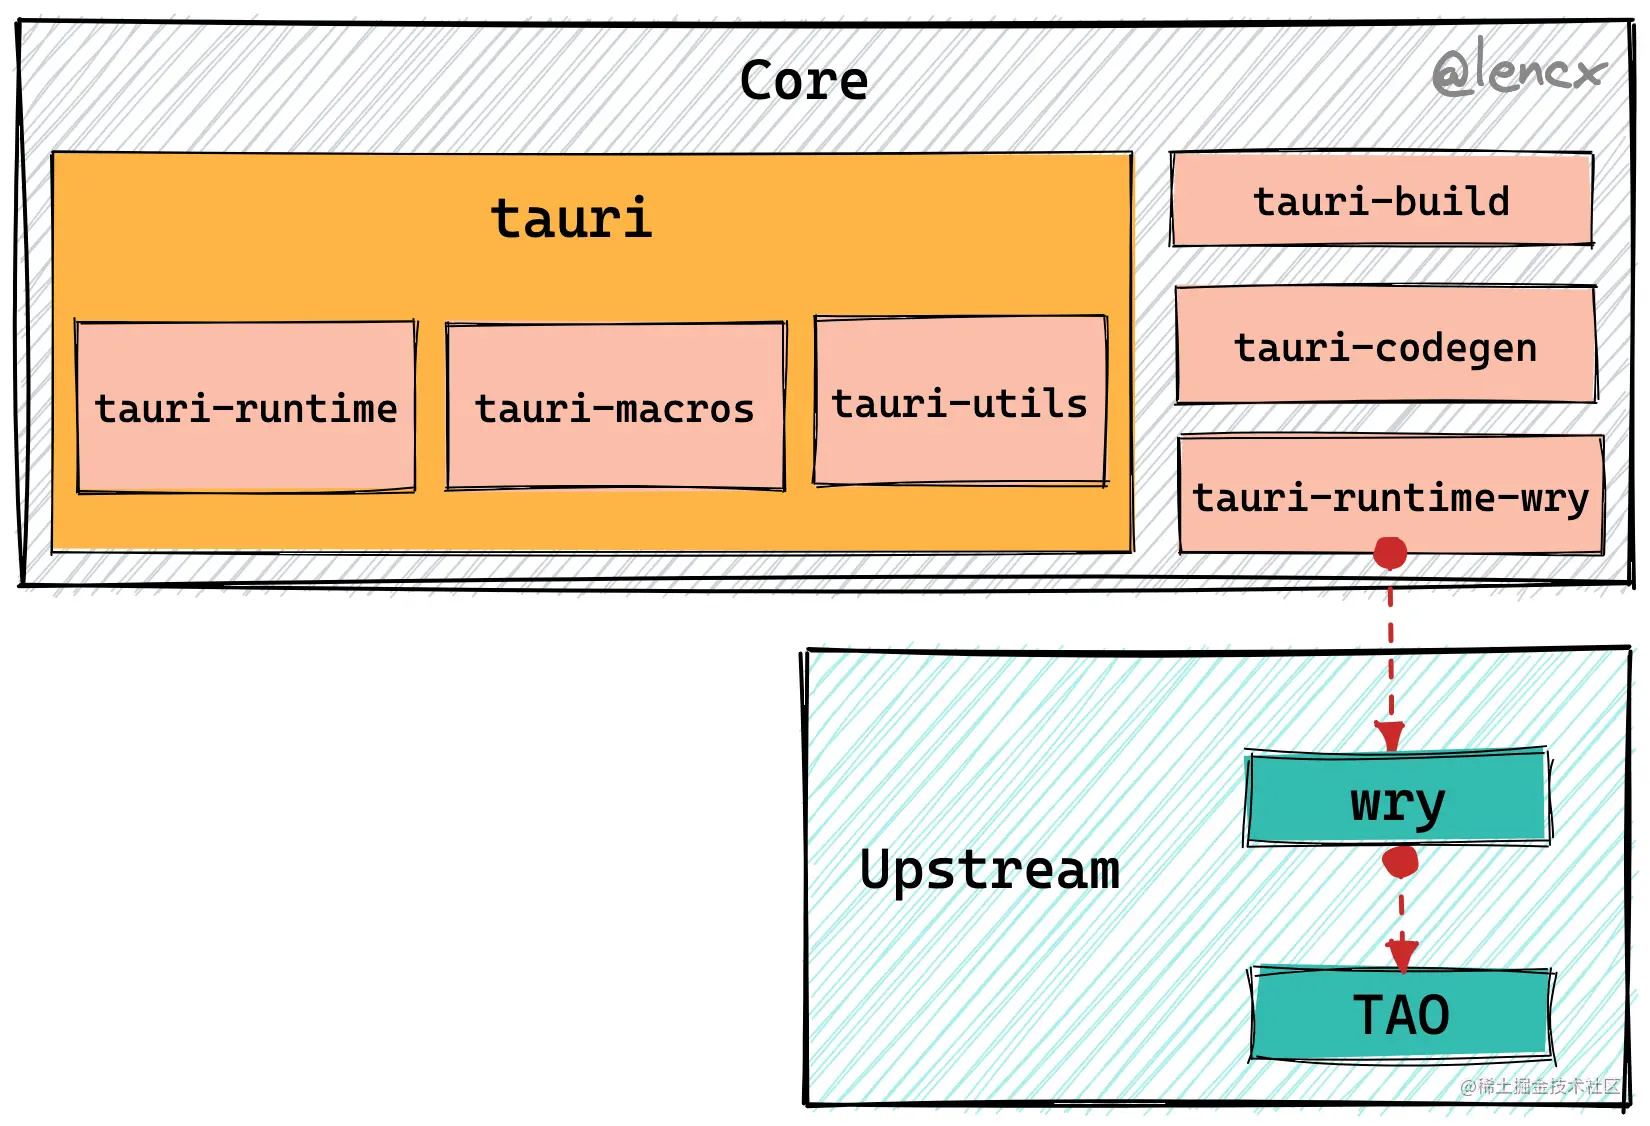 Core
@lencx
tauri
tauri-runtime
tauri-macros
tauri-utils
tauri-build
tauri-codegen
tauri-runtime-wry
Upstream
wry
TAO
@稀土掘金技术社区